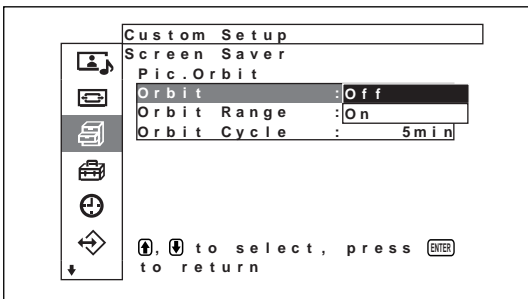 Custom Setup
Screen Saver
Pic.Orbit
Orbit : Off
Orbit Range : On
Orbit Cycle : 5min
, to select, press ENTER
to return